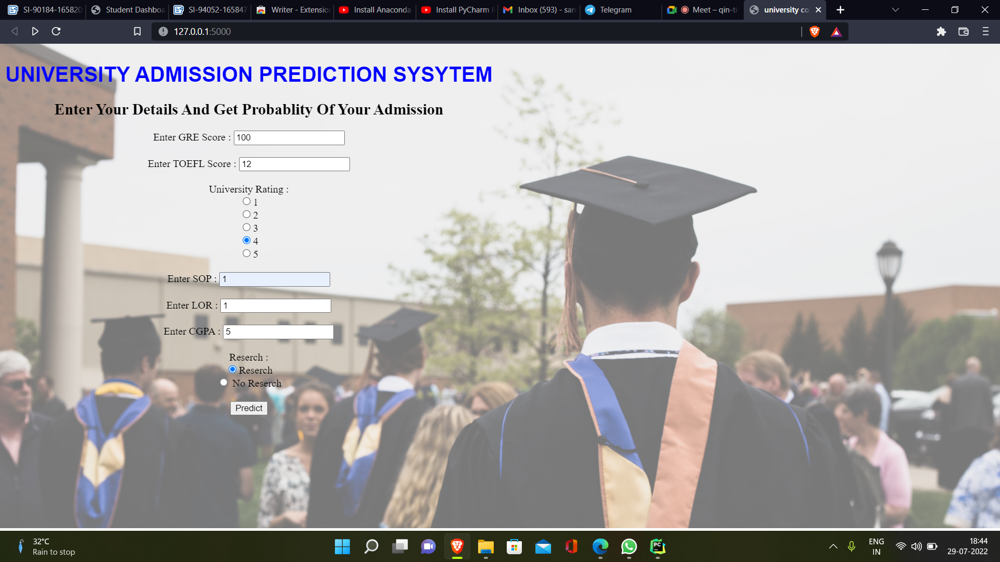 SI-90184-165820
Student Dashboa
SI-94052-165847
Writer - Extensio
Install Anaconda
Install PyCharm I
Inbox (593) - san
Telegram
Meet – qin-ti
university co
127.0.0.1:5000
UNIVERSITY ADMISSION PREDICTION SYSYTEM
Enter Your Details And Get Probablity Of Your Admission
Enter GRE Score : 100
Enter TOEFL Score : 12
University Rating :
1
2
3
4
5
Enter SOP : 1
Enter LOR : 1
Enter CGPA : 5
Reserch :
Reserch
No Reserch
Predict
32°C
Rain to stop
PC
ENG
IN
18:44
29-07-2022